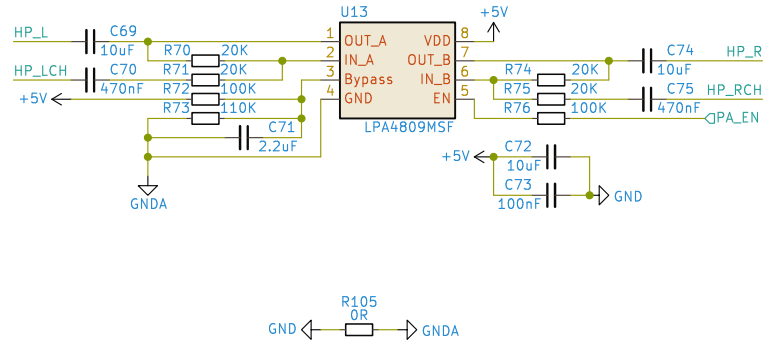 U13
+5V
HP_L
C69
10uF
1
OUT_A
VDD
8
C74
10uF
HP_R
R70
20K
2
IN_A
OUT_B
7
HP_LCH
C70
470nF
R71
20K
3
Bypass
IN_B
6
R74
20K
+5V
R72
100K
4
GND
EN
5
R75
20K
C75
470nF
HP_RCH
R73
110K
R76
100K
PA_EN
LPA4809MSF
C71
2.2uF
+5V
C72
10uF
C73
100nF
GND
GNDA
R105
0R
GND
GNDA